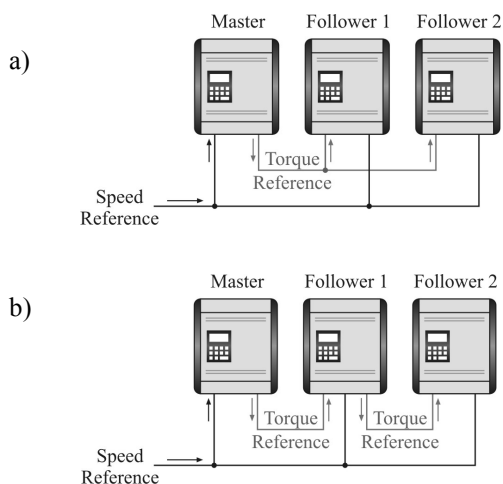 a)
Master Follower 1 Follower 2
Torque
Reference
Speed
Reference
b)
Master Follower 1 Follower 2
Torque Torque
Reference Reference
Speed
Reference